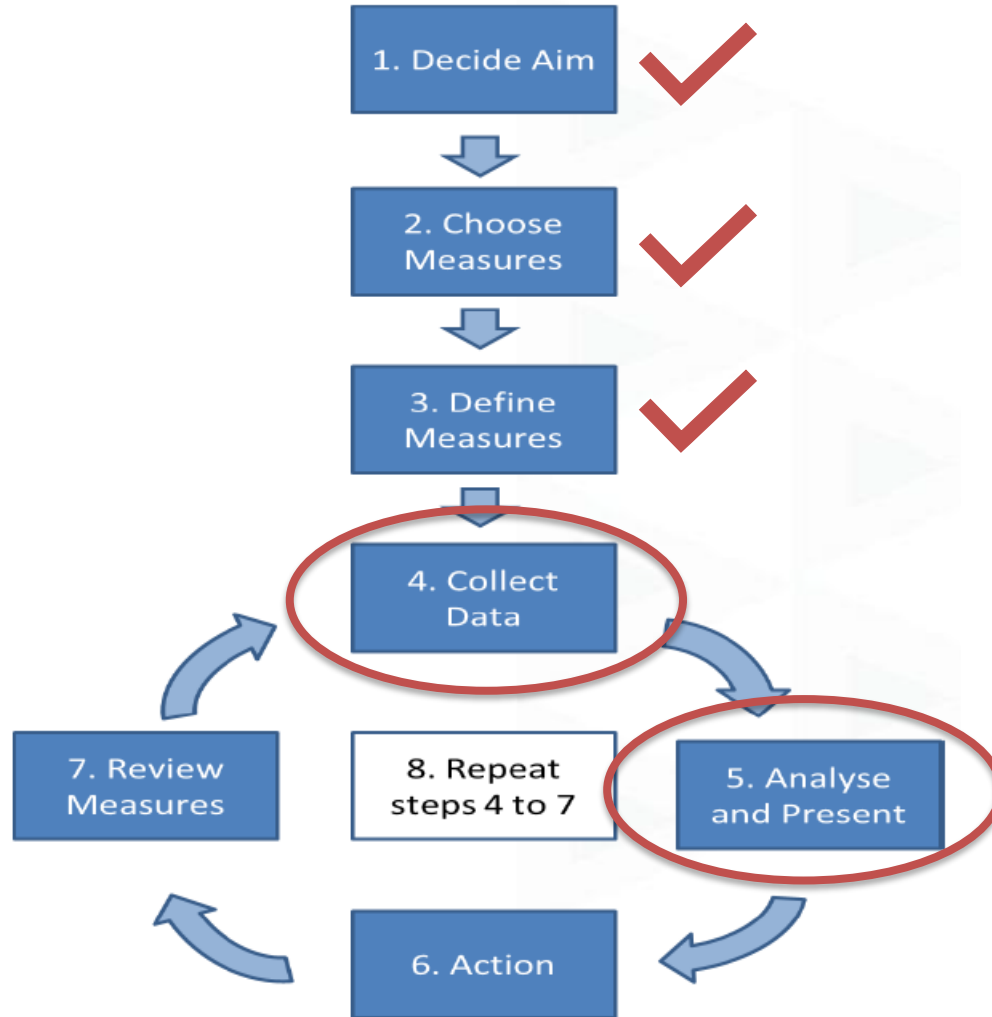 1. Decide Aim
2. Choose
Measures
3. Define
Measures
4. Collect
Data
5. Analyse
and Present
6. Action
7. Review
Measures
8. Repeat
steps 4 to 7